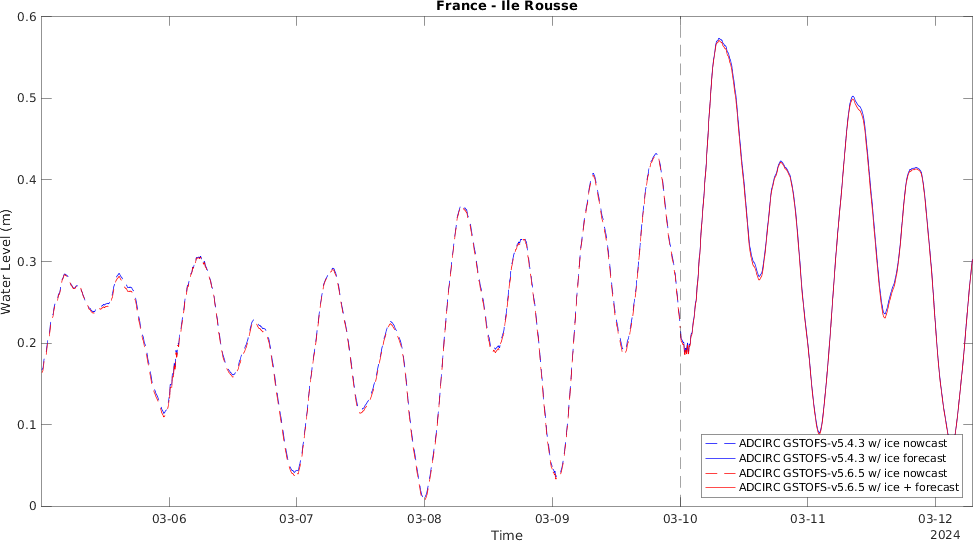 France - Ile Rousse
0.6
0.5
0.4
0.3
0.2
0.1
0
Water Level (m)
03-06 03-07 03-08 03-09 03-10 03-11 03-12
Time
2024
ADCIRC GSTOFS-v5.4.3 w/ ice nowcast
ADCIRC GSTOFS-v5.4.3 w/ ice forecast
ADCIRC GSTOFS-v5.6.5 w/ ice nowcast
ADCIRC GSTOFS-v5.6.5 w/ ice + forecast